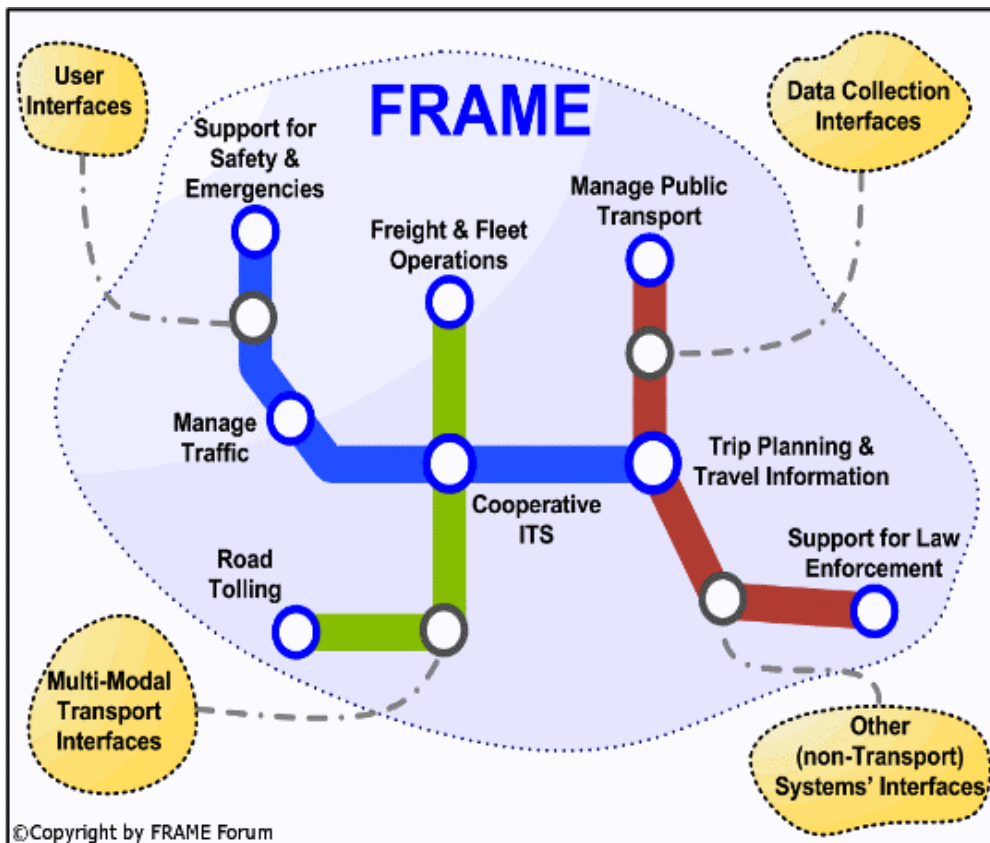 User
Interfaces
FRAME
Data Collection
Interfaces
Support for
Safety &
Emergencies
Freight & Fleet
Operations
Manage Public
Transport
Manage
Traffic
Cooperative
ITS
Trip Planning &
Travel Information
Road
Tolling
Support for Law
Enforcement
Multi-Modal
Transport
Interfaces
Other
(non-Transport)
Systems' Interfaces
©Copyright by FRAME Forum